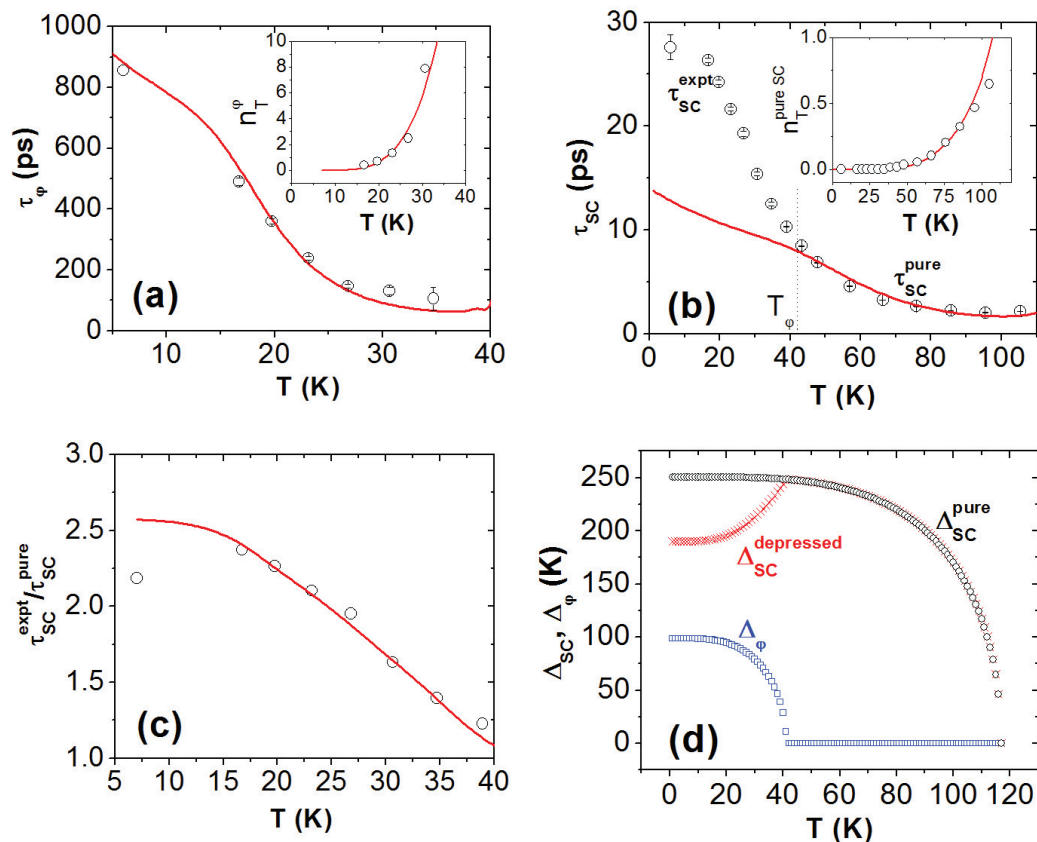 1000
800
600
400
200
0
τφ (ps)
5 10 15 20 25 30 35 40
T (K)
(a)
10
8
6
4
2
0
nTφ
0 10 20 30 40
T (K)
30
20
10
0
τSC (ps)
0 20 40 60 80 100
T (K)
(b)
τSCexpt
τSCpure
Tφ
1.0
0.5
0.0
nTpure SC
0 25 50 75 100
T (K)
3.0
2.5
2.0
1.5
1.0
τSCexpt/τSCpure
5 10 15 20 25 30 35 40
T (K)
(c)
250
200
150
100
50
0
ΔSC, Δφ (K)
0 20 40 60 80 100 120
T (K)
(d)
ΔSCpure
ΔSCdepressed
Δφ